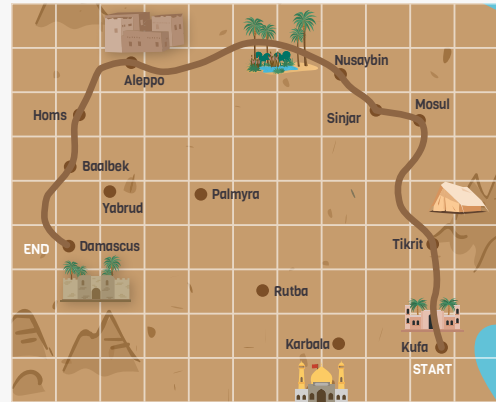 Nusaybin
Aleppo
Mosul
Homs
Sinjar
Baalbek
Palmyra
Yabrud
END
Damascus
Tikrit
Rutba
Karbala
Kufa
START